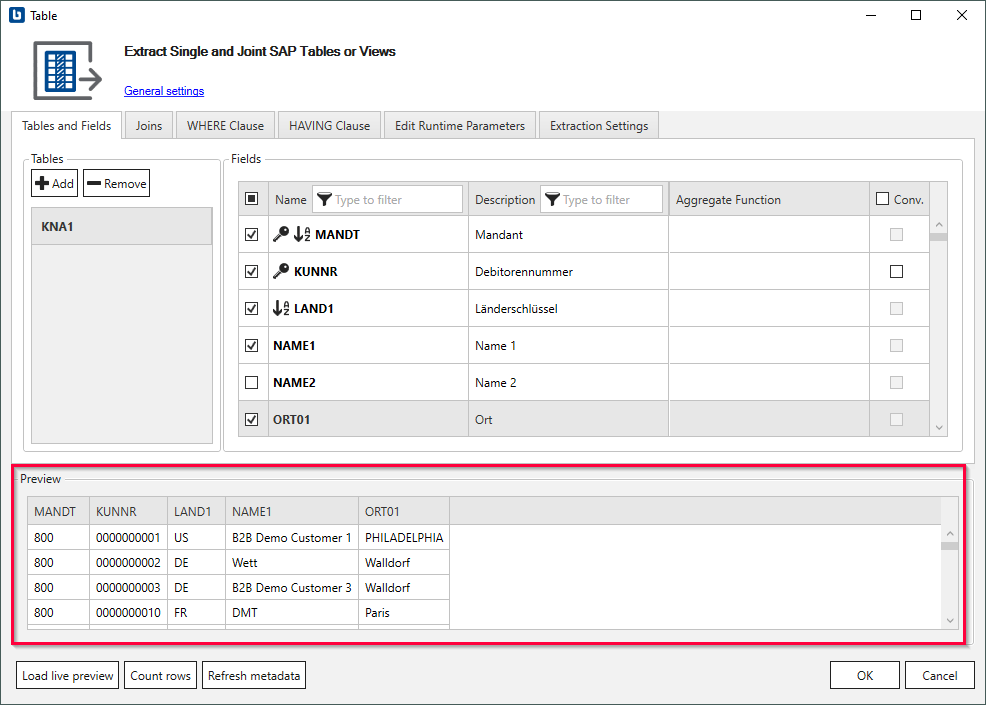 Table
Extract Single and Joint SAP Tables or Views
General settings
Tables and Fields Joins WHERE Clause HAVING Clause Edit Runtime Parameters Extraction Settings
Tables
Add Remove
KNA1
Fields
Name Type to filter Description Type to filter Aggregate Function Conv.
MANDT Mandant
KUNNR Debitorennummer
LAND1 Länderschlüssel
NAME1 Name 1
NAME2 Name 2
ORT01 Ort
Preview
MANDT KUNNR LAND1 NAME1 ORT01
800 0000000001 US B2B Demo Customer 1 PHILADELPHIA
800 0000000002 DE Wett Walldorf
800 0000000003 DE B2B Demo Customer 3 Walldorf
800 0000000010 FR DMT Paris
Load live preview Count rows Refresh metadata OK Cancel